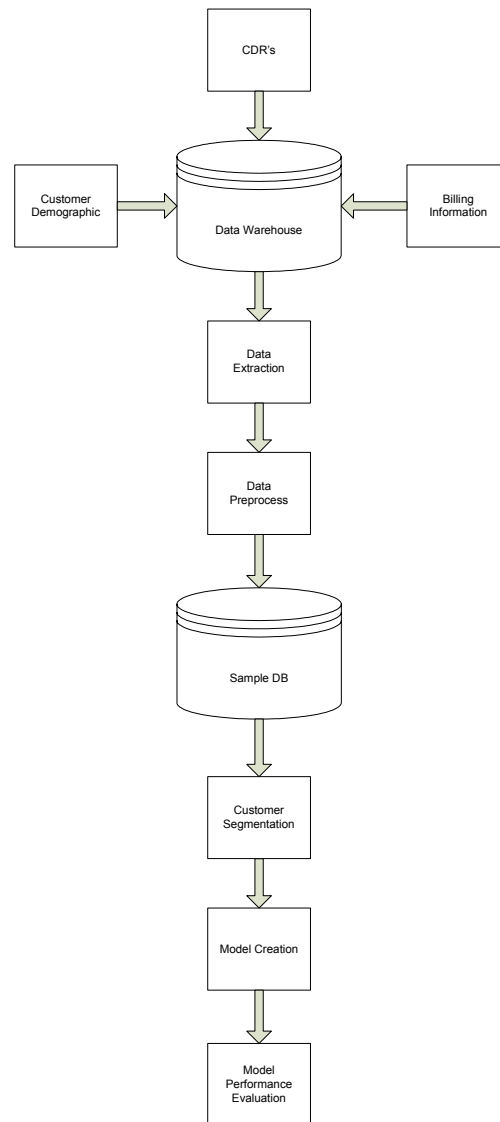 CDR's
Customer
Demographic
Data Warehouse
Billing
Information
Data
Extraction
Data
Preprocess
Sample DB
Customer
Segmentation
Model Creation
Model
Performance
Evaluation